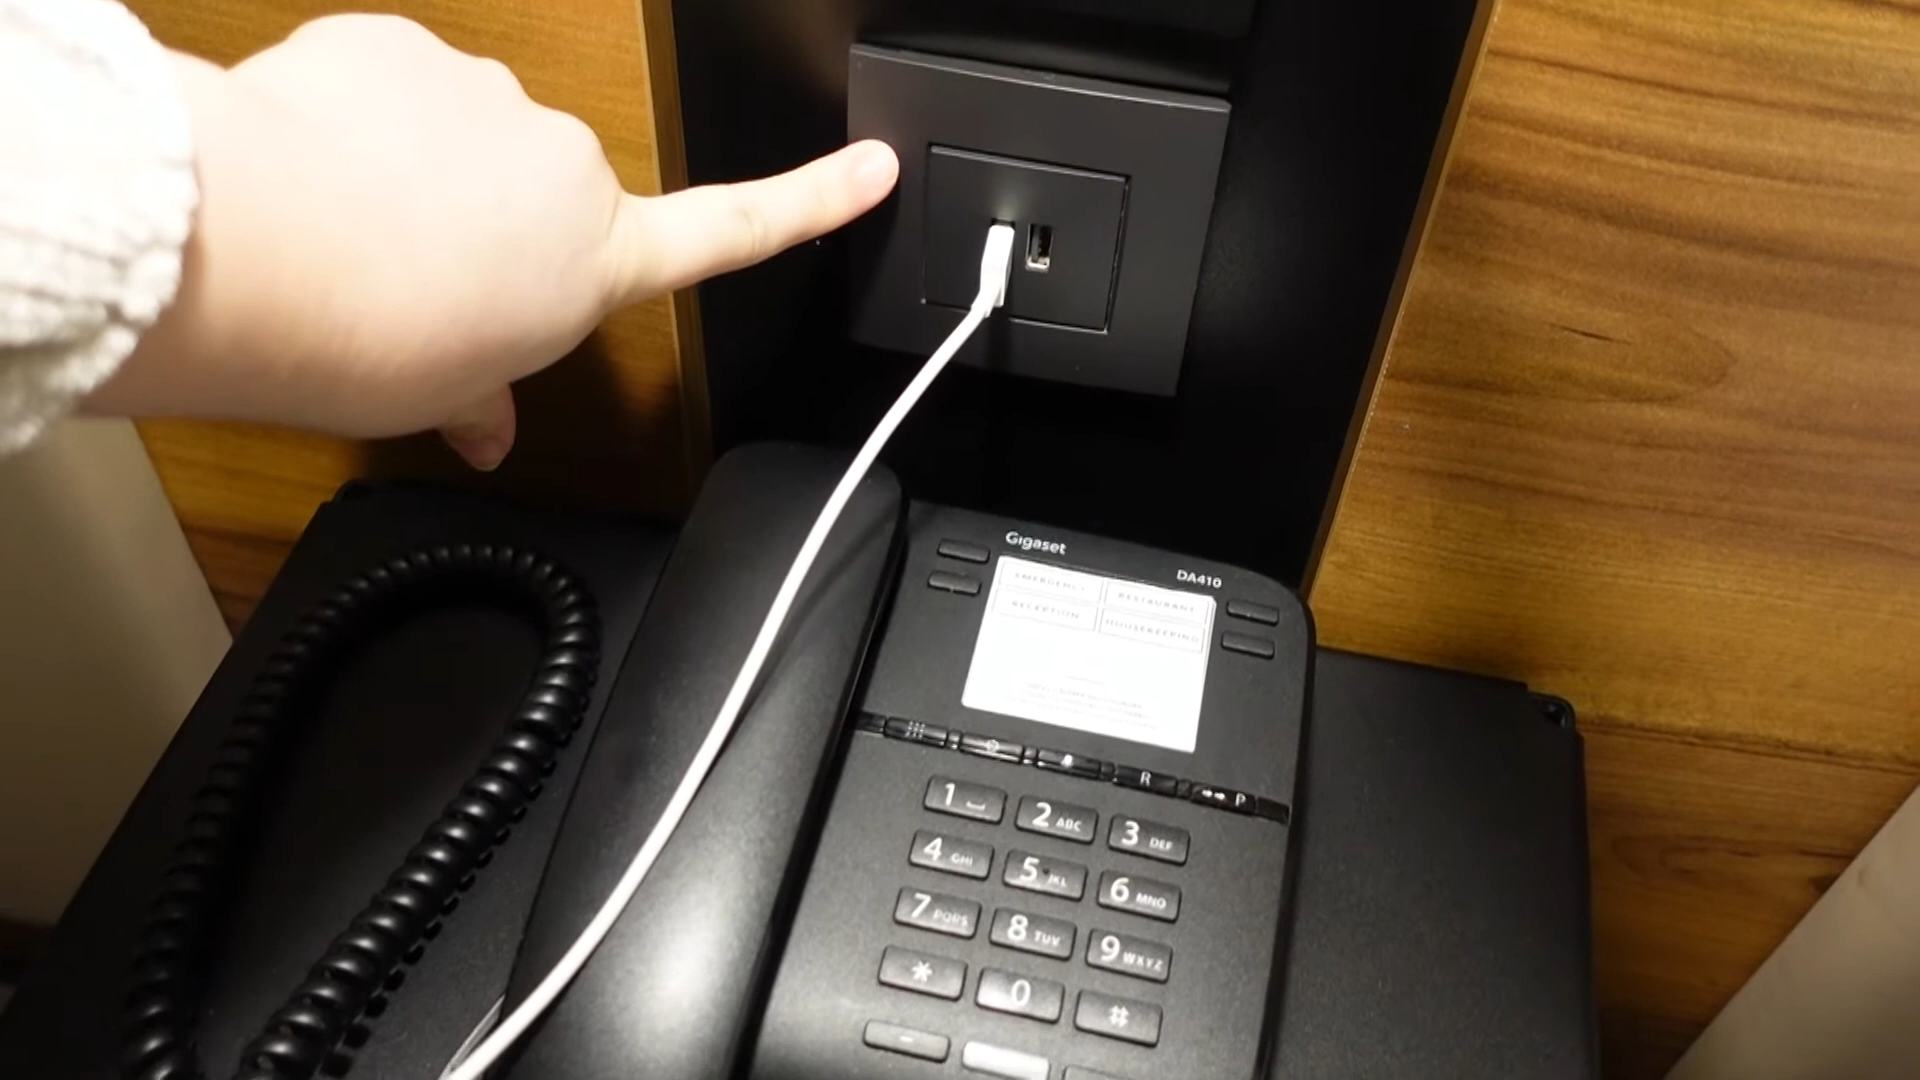 Gigaset
DA410
EMERGENCY RESTAURANT
RECEPTION HOUSEKEEPING
R P
1 2 ABC 3 DEF
4 GHI 5 JKL 6 MNO
7 PQRS 8 TUV 9 WXYZ
* 0 #
-